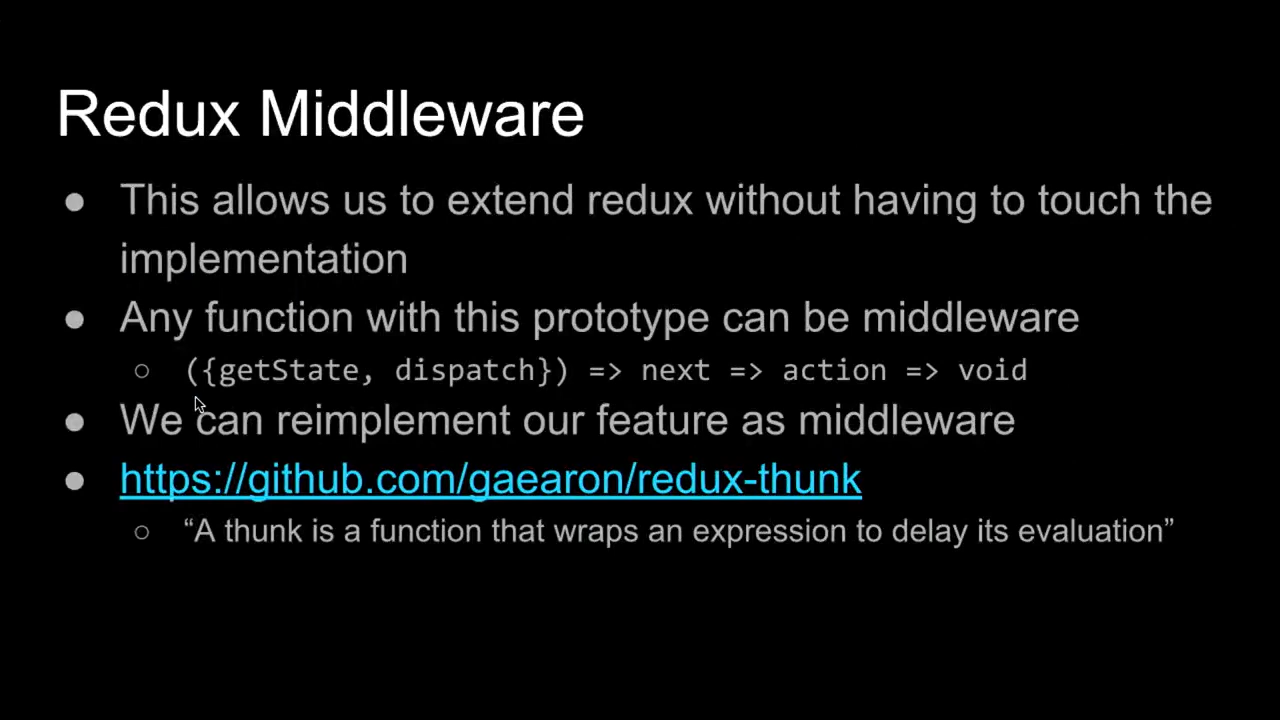 Redux Middleware
● This allows us to extend redux without having to touch the
implementation
● Any function with this prototype can be middleware
○ ({getState, dispatch}) => next => action => void
● We can reimplement our feature as middleware
● https://github.com/gaearon/redux-thunk
○ “A thunk is a function that wraps an expression to delay its evaluation”